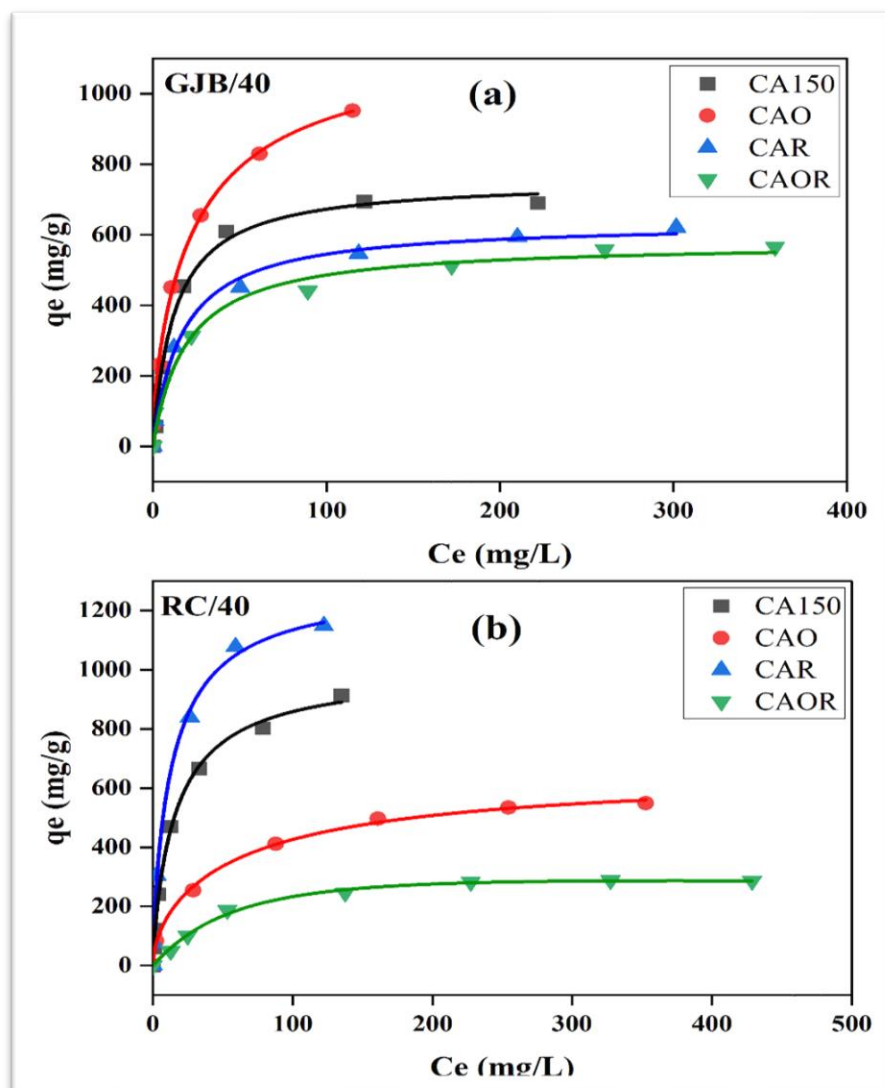 GJB/40
(a)
CA150
CAO
CAR
CAOR
1000
800
600
400
200
0
qe (mg/g)
0 100 200 300 400
Ce (mg/L)
RC/40
(b)
CA150
CAO
CAR
CAOR
1200
1000
800
600
400
200
0
qe (mg/g)
0 100 200 300 400 500
Ce (mg/L)